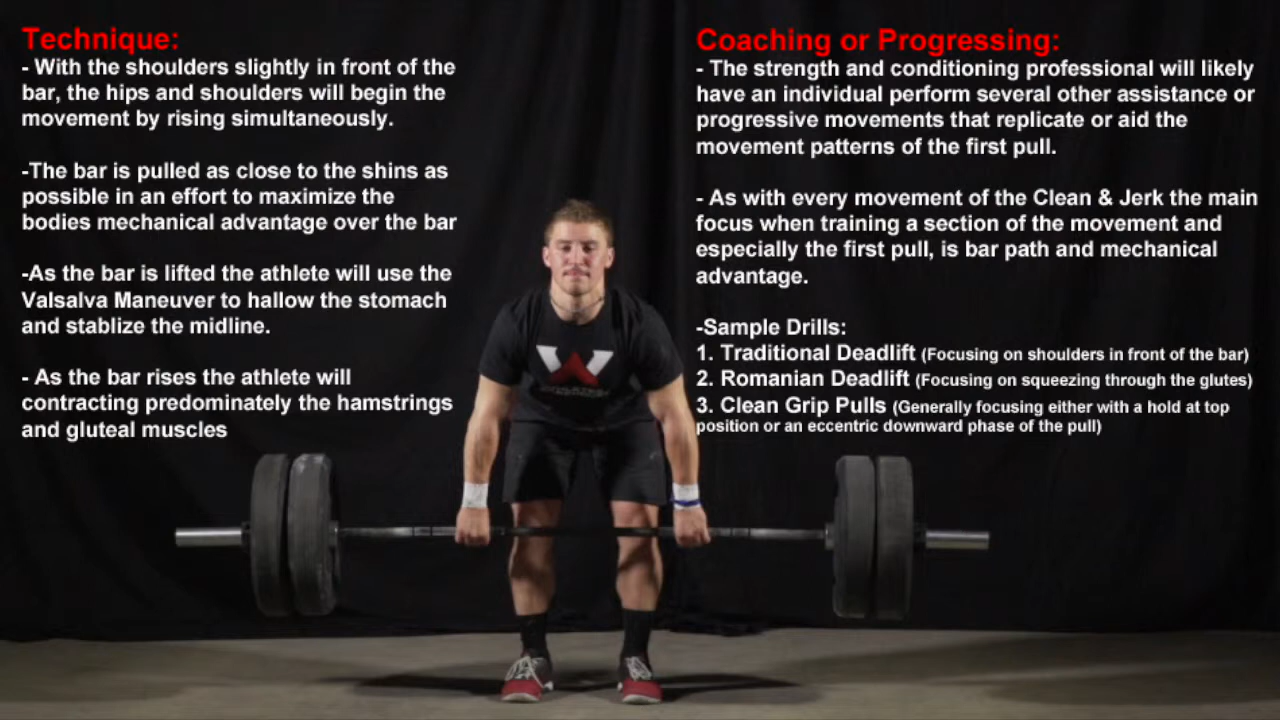 Technique:
- With the shoulders slightly in front of the
bar, the hips and shoulders will begin the
movement by rising simultaneously.
-The bar is pulled as close to the shins as
possible in an effort to maximize the
bodies mechanical advantage over the bar
-As the bar is lifted the athlete will use the
Valsalva Maneuver to hallow the stomach
and stablize the midline.
- As the bar rises the athlete will
contracting predominately the hamstrings
and gluteal muscles
Coaching or Progressing:
- The strength and conditioning professional will likely
have an individual perform several other assistance or
progressive movements that replicate or aid the
movement patterns of the first pull.
- As with every movement of the Clean & Jerk the main
focus when training a section of the movement and
especially the first pull, is bar path and mechanical
advantage.
-Sample Drills:
1. Traditional Deadlift (Focusing on shoulders in front of the bar)
2. Romanian Deadlift (Focusing on squeezing through the glutes)
3. Clean Grip Pulls (Generally focusing either with a hold at top
position or an eccentric downward phase of the pull)